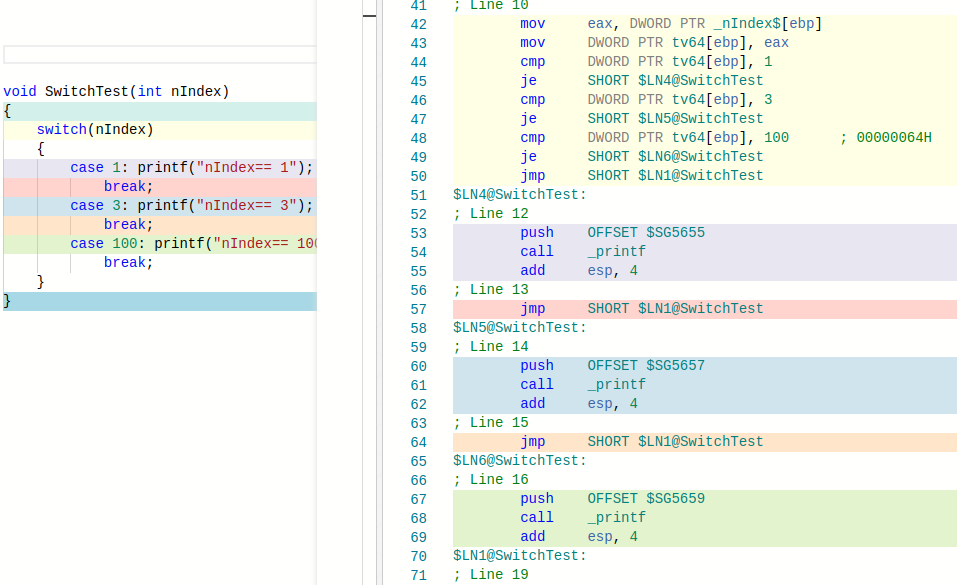 void SwitchTest(int nIndex)
{
switch(nIndex)
{
case 1: printf("nIndex== 1");
break;
case 3: printf("nIndex== 3");
break;
case 100: printf("nIndex== 100
break;
}
}
41 ; Line 10
42 mov eax, DWORD PTR _nIndex$[ebp]
43 mov DWORD PTR tv64[ebp], eax
44 cmp DWORD PTR tv64[ebp], 1
45 je SHORT $LN4@SwitchTest
46 cmp DWORD PTR tv64[ebp], 3
47 je SHORT $LN5@SwitchTest
48 cmp DWORD PTR tv64[ebp], 100 ; 00000064H
49 je SHORT $LN6@SwitchTest
50 jmp SHORT $LN1@SwitchTest
51 $LN4@SwitchTest:
52 ; Line 12
53 push OFFSET $SG5655
54 call _printf
55 add esp, 4
56 ; Line 13
57 jmp SHORT $LN1@SwitchTest
58 $LN5@SwitchTest:
59 ; Line 14
60 push OFFSET $SG5657
61 call _printf
62 add esp, 4
63 ; Line 15
64 jmp SHORT $LN1@SwitchTest
65 $LN6@SwitchTest:
66 ; Line 16
67 push OFFSET $SG5659
68 call _printf
69 add esp, 4
70 $LN1@SwitchTest:
71 ; Line 19